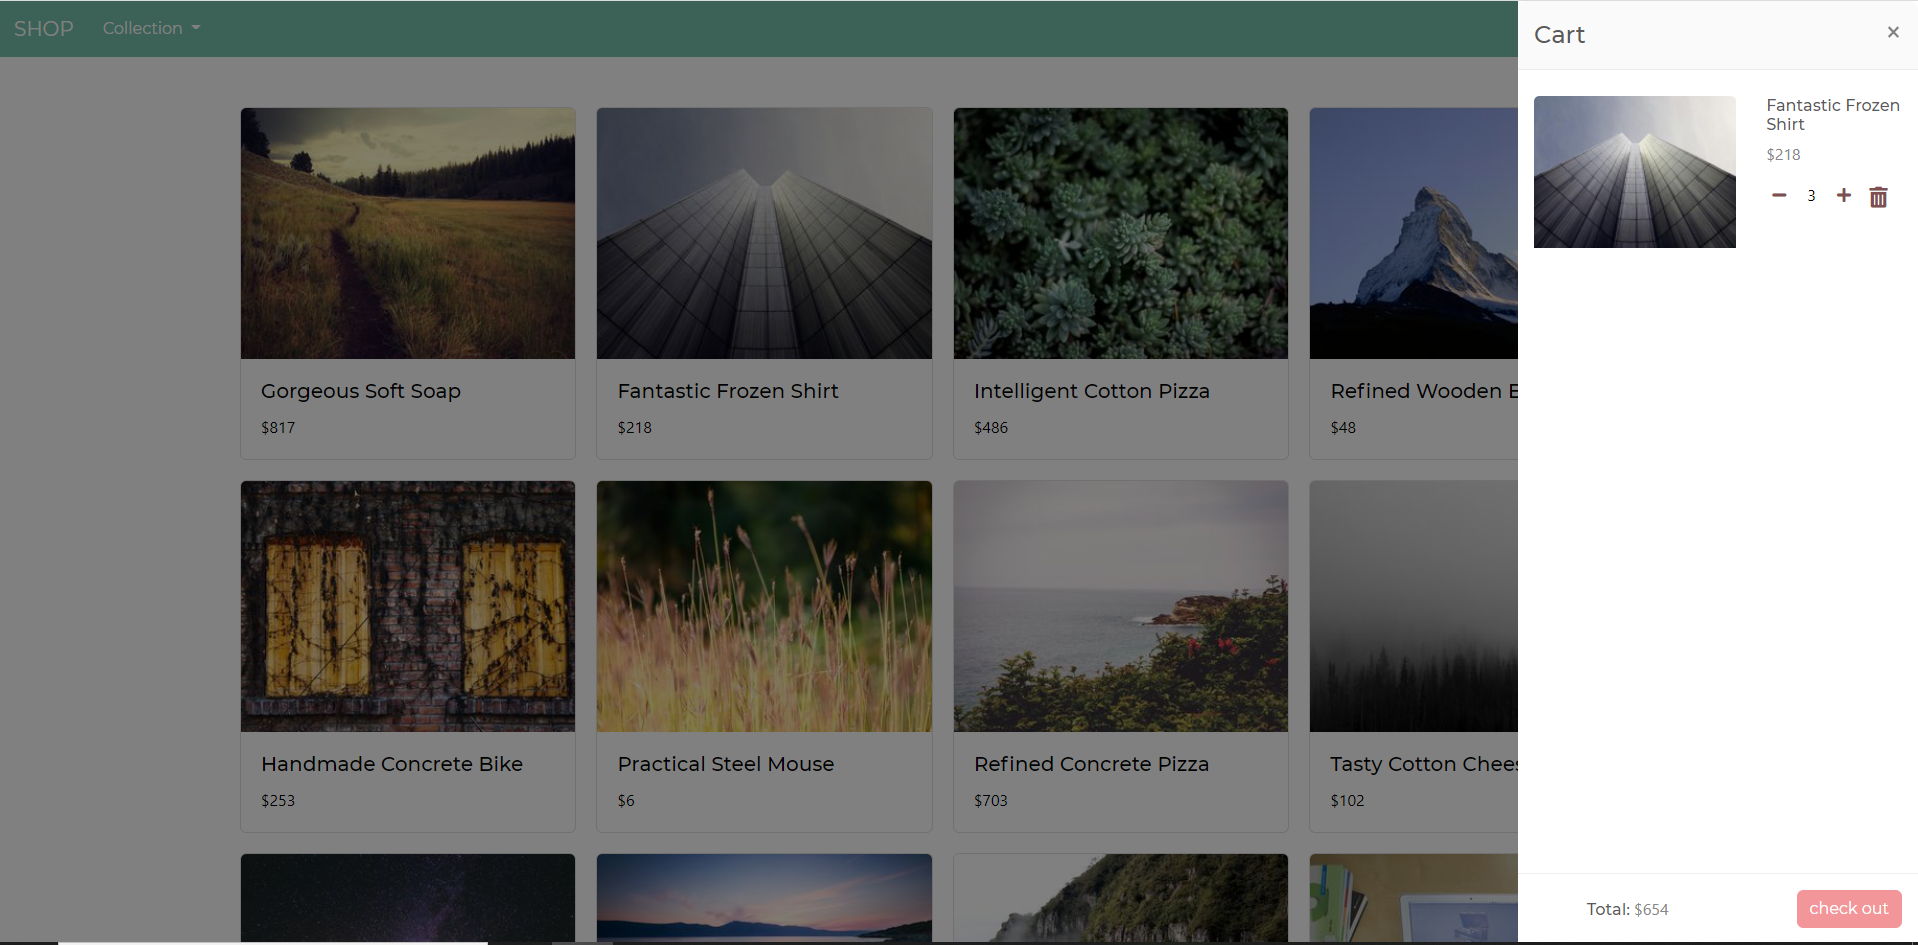 SHOP
Collection
Gorgeous Soft Soap
$817
Fantastic Frozen Shirt
$218
Intelligent Cotton Pizza
$486
Refined Wooden
$48
Handmade Concrete Bike
$253
Practical Steel Mouse
$6
Refined Concrete Pizza
$703
Tasty Cotton Chee
$102
Cart
×
Fantastic Frozen
Shirt
$218
3
Total: $654
check out